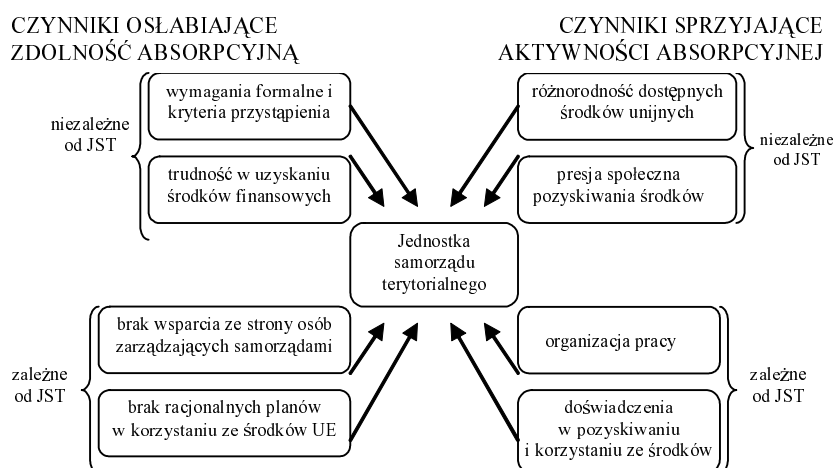 CZYNNIKI OSŁABIAJĄCE
ZDOLNOŚĆ ABSORPCYJNĄ
CZYNNIKI SPRZYJAJĄCE
AKTYWNOŚCI ABSORPCYJNEJ
niezależne
od JST
wymagania formalne i
kryteria przystąpienia
trudność w uzyskaniu
środków finansowych
różnorodność dostępnych
środków unijnych
presja społeczna
pozyskiwania środków
niezależne
od JST
Jednostka
samorządu
terytorialnego
zależne
od JST
brak wsparcia ze strony osób
zarządzających samorządami
brak racjonalnych planów
w korzystaniu ze środków UE
organizacja pracy
doświadczenia
w pozyskiwaniu
i korzystaniu ze środków
zależne
od JST